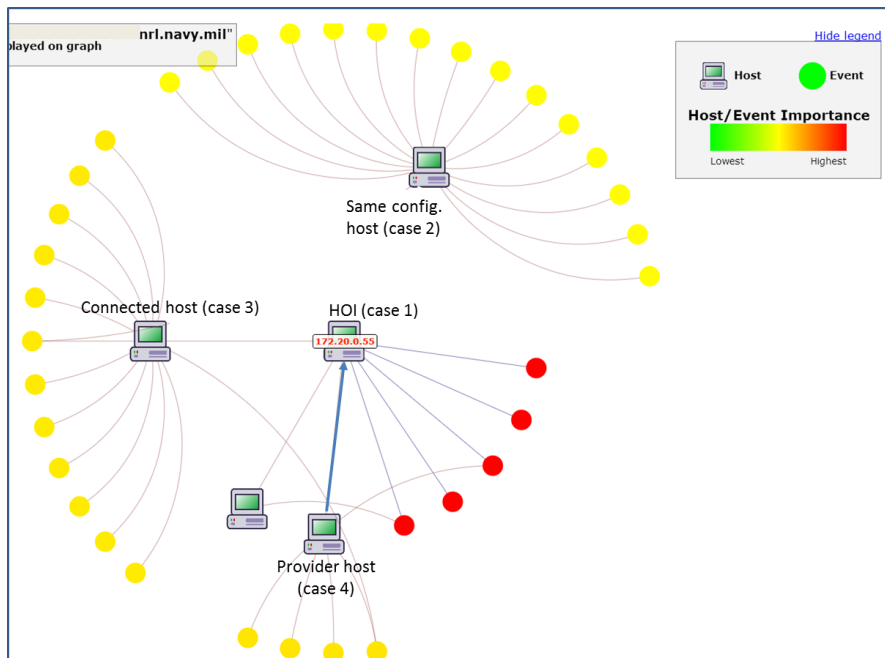 nrl.navy.mil"
played on graph
Hide legend
Host
Event
Host/Event Importance
Lowest
Highest
Same config.
host (case 2)
Connected host (case 3)
HOI (case 1)
172.20.0.55
Provider host
(case 4)